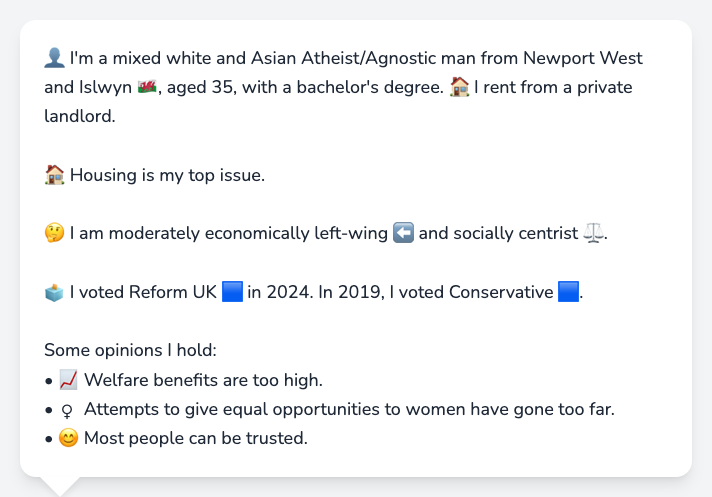 👤 I'm a mixed white and Asian Atheist/Agnostic man from Newport West
and Islwyn 🏴󠁧󠁢󠁷󠁬󠁳󠁿, aged 35, with a bachelor's degree. 🏠 I rent from a private
landlord.
🏠 Housing is my top issue.
🤔 I am moderately economically left-wing ⬅️ and socially centrist ⚖️.
🗳️ I voted Reform UK 🟦 in 2024. In 2019, I voted Conservative 🟦.
Some opinions I hold:
• 📈 Welfare benefits are too high.
• ♀ Attempts to give equal opportunities to women have gone too far.
• 😊 Most people can be trusted.